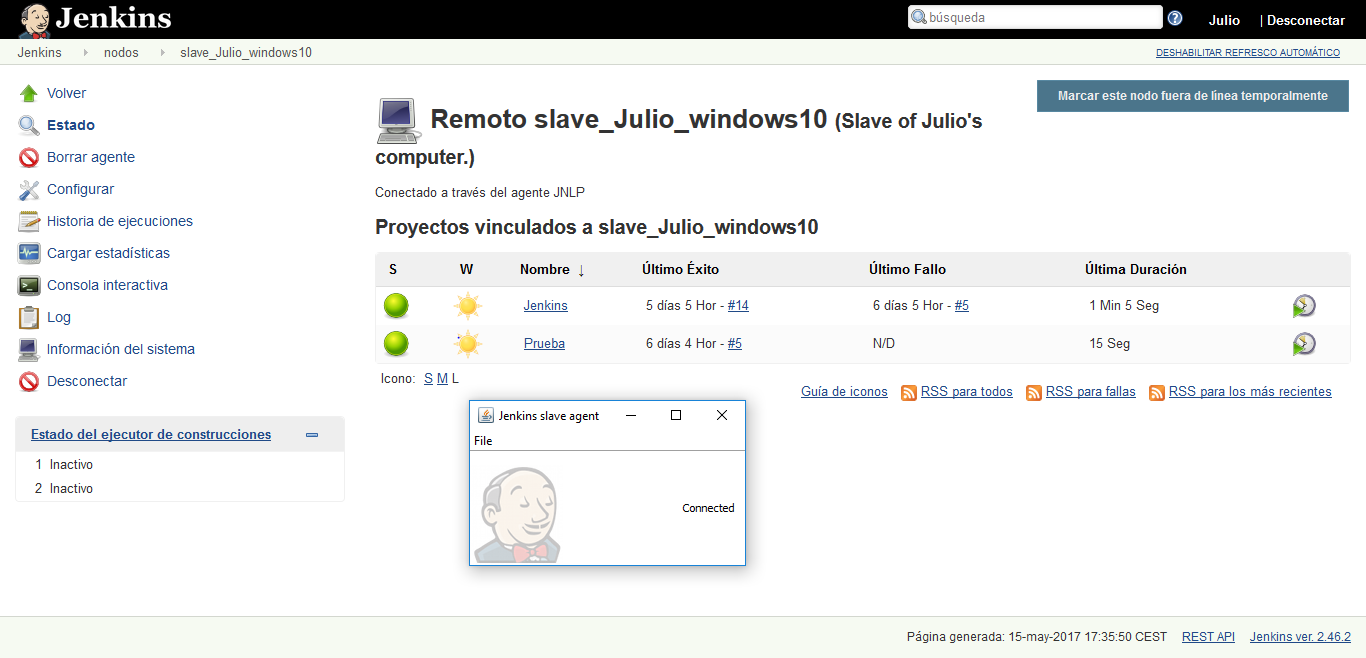 Jenkins
búsqueda
Julio | Desconectar
Jenkins nodos slave_Julio_windows10
DESHABILITAR REFRESCO AUTOMÁTICO
Volver
Estado
Borrar agente
Configurar
Historia de ejecuciones
Cargar estadísticas
Consola interactiva
Log
Información del sistema
Desconectar
Estado del ejecutor de construcciones
1 Inactivo
2 Inactivo
Marcar este nodo fuera de línea temporalmente
Remoto slave_Julio_windows10 (Slave of Julio's
computer.)
Conectado a través del agente JNLP
Proyectos vinculados a slave_Julio_windows10
S W Nombre ↓ Último Éxito Último Fallo Última Duración
Jenkins 5 días 5 Hor - #14 6 días 5 Hor - #5 1 Min 5 Seg
Prueba 6 días 4 Hor - #5 N/D 15 Seg
Icono: S M L
Guía de iconos RSS para todos RSS para fallas RSS para los más recientes
Jenkins slave agent
File
Connected
Página generada: 15-may-2017 17:35:50 CEST REST API Jenkins ver. 2.46.2